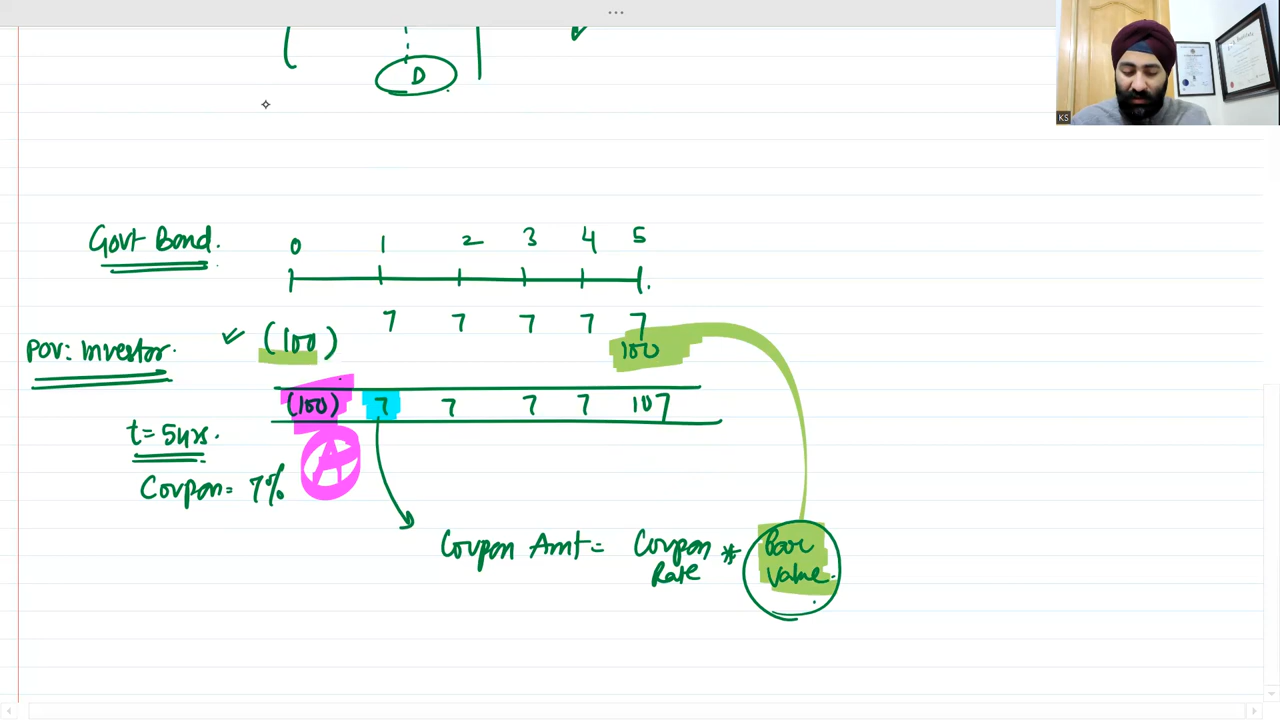 D
KS
Govt Bond.
0 1 2 3 4 5
7 7 7 7 7
(100)
100
POV: Investor.
(100) 7 7 7 7 107
t = 5yrs.
A
Coupon = 7%
Coupon Amt = Coupon Rate * Par Value.